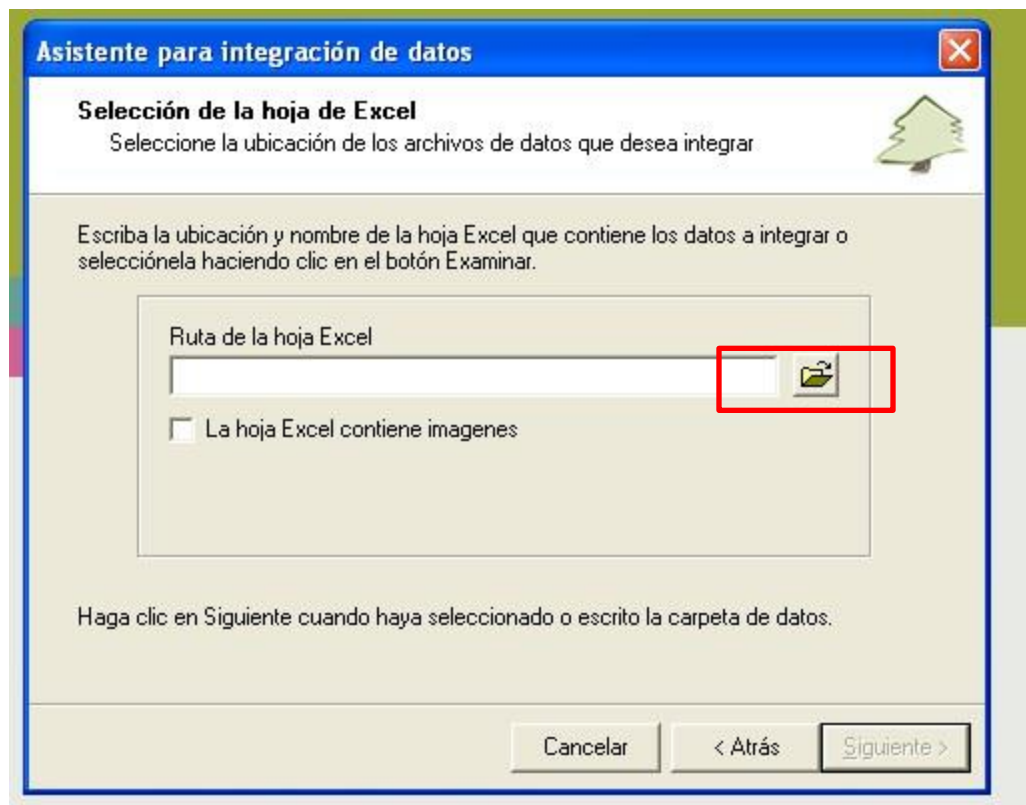 Asistente para integración de datos
Selección de la hoja de Excel
Seleccione la ubicación de los archivos de datos que desea integrar
Escriba la ubicación y nombre de la hoja Excel que contiene los datos a integrar o
selecciónela haciendo clic en el botón Examinar.
Ruta de la hoja Excel
La hoja Excel contiene imagenes
Haga clic en Siguiente cuando haya seleccionado o escrito la carpeta de datos.
Cancelar
< Atrás
Siguiente >